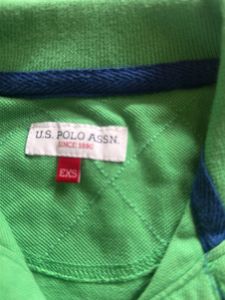 U.S. POLO ASSN.
SINCE 1890
EXS